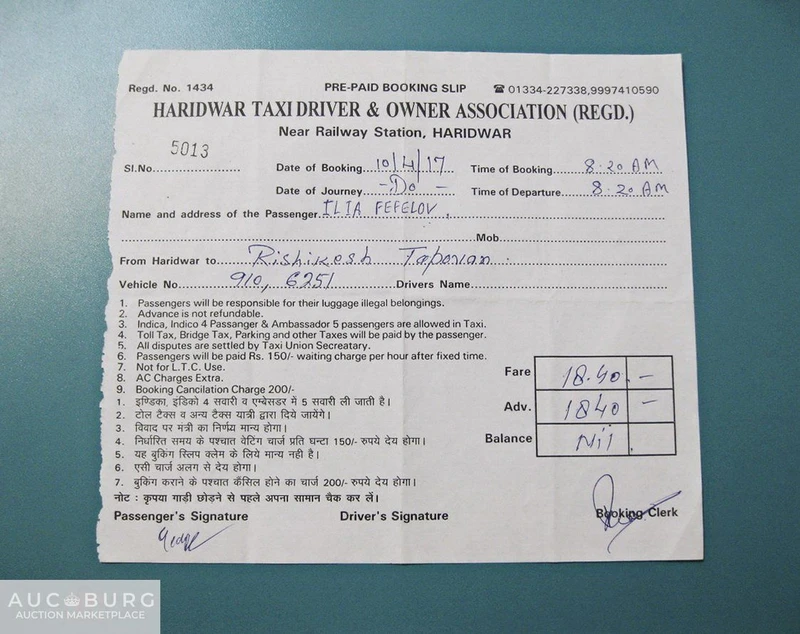 Regd. No. 1434 PRE-PAID BOOKING SLIP ☎ 01334-227338,9997410590
HARIDWAR TAXI DRIVER & OWNER ASSOCIATION (REGD.)
Near Railway Station, HARIDWAR
5013
Sl.No. Date of Booking 10/4/17 Time of Booking 8.20 AM
Date of Journey -Do- Time of Departure 8.20 AM
Name and address of the Passenger. ILIA FEFELOV
Mob.
From Haridwar to Rishikesh Tapovan
Vehicle No 910, 6251 Drivers Name
1. Passengers will be responsible for their luggage illegal belongings.
2. Advance is not refundable.
3. Indica, Indico 4 Passanger & Ambassador 5 passengers are allowed in Taxi.
4. Toll Tax, Bridge Tax, Parking and other Taxes will be paid by the passenger.
5. All disputes are settled by Taxi Union Sreceatary.
6. Passengers will be paid Rs. 150/- waiting charge per hour after fixed time.
7. Not for L.T.C. Use.
8. AC Charges Extra.
9. Booking Cancilation Charge 200/-
1. इण्डिका, इंडिको 4 सवारी व एम्बेसडर में 5 सवारी ली जाती है।
2. टोल टैक्स व अन्य टैक्स यात्री द्वारा दिये जायेंगे।
3. विवाद पर मंत्री का निर्णय मान्य होगा।
4. निर्धारित समय के पश्चात वेटिंग चार्ज प्रति घन्टा 150/- रुपये देय होगा।
5. यह बुकिंग स्लिप क्लेम के लिये मान्य नही है।
6. एसी चार्ज अलग से देय होगा।
7. बुकिंग कराने के पश्चात कैंसिल होने का चार्ज 200/- रुपये देय होगा।
नोट : कृपया गाड़ी छोड़ने से पहले अपना सामान चैक कर लें।
Fare 1840 -
Adv. 1840 -
Balance Nil
Passenger's Signature Driver's Signature Booking Clerk
AUCBURG
AUCTION MARKETPLACE